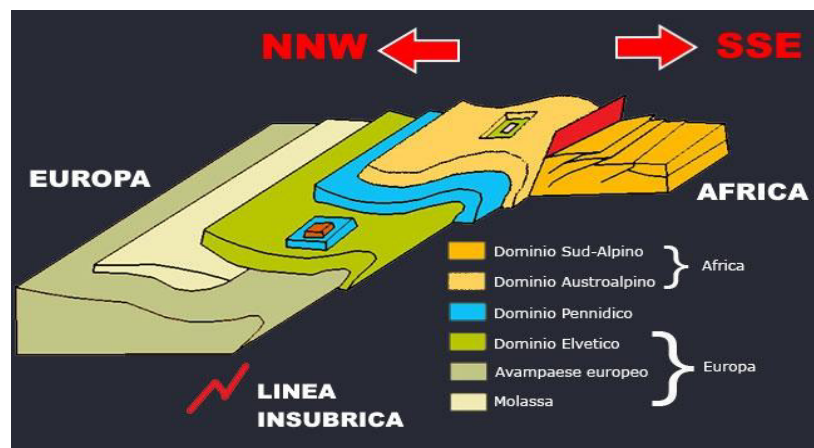 NNW
SSE
EUROPA
AFRICA
Dominio Sud-Alpino
Dominio Austroalpino
Africa
Dominio Pennidico
Dominio Elvetico
Avampaese europeo
Molassa
Europa
LINEA
INSUBRICA